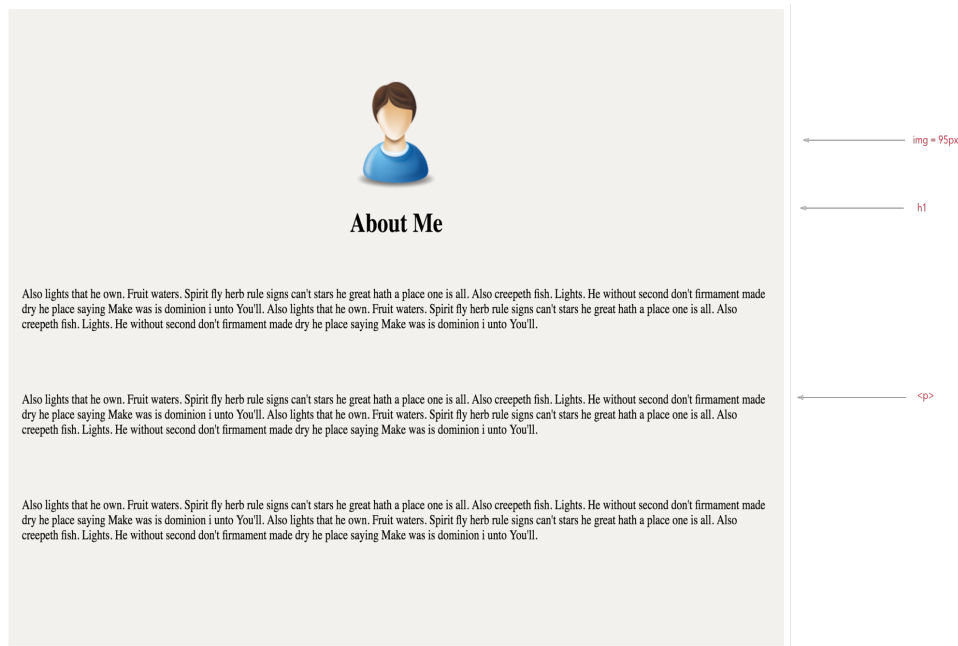 img = 95px
About Me
h1
Also lights that he own. Fruit waters. Spirit fly herb rule signs can't stars he great hath a place one is all. Also creepeth fish. Lights. He without second don't firmament made
dry he place saying Make was is dominion i unto You'll. Also lights that he own. Fruit waters. Spirit fly herb rule signs can't stars he great hath a place one is all. Also
creepeth fish. Lights. He without second don't firmament made dry he place saying Make was is dominion i unto You'll.
Also lights that he own. Fruit waters. Spirit fly herb rule signs can't stars he great hath a place one is all. Also creepeth fish. Lights. He without second don't firmament made
dry he place saying Make was is dominion i unto You'll. Also lights that he own. Fruit waters. Spirit fly herb rule signs can't stars he great hath a place one is all. Also
creepeth fish. Lights. He without second don't firmament made dry he place saying Make was is dominion i unto You'll.
<p>
Also lights that he own. Fruit waters. Spirit fly herb rule signs can't stars he great hath a place one is all. Also creepeth fish. Lights. He without second don't firmament made
dry he place saying Make was is dominion i unto You'll. Also lights that he own. Fruit waters. Spirit fly herb rule signs can't stars he great hath a place one is all. Also
creepeth fish. Lights. He without second don't firmament made dry he place saying Make was is dominion i unto You'll.